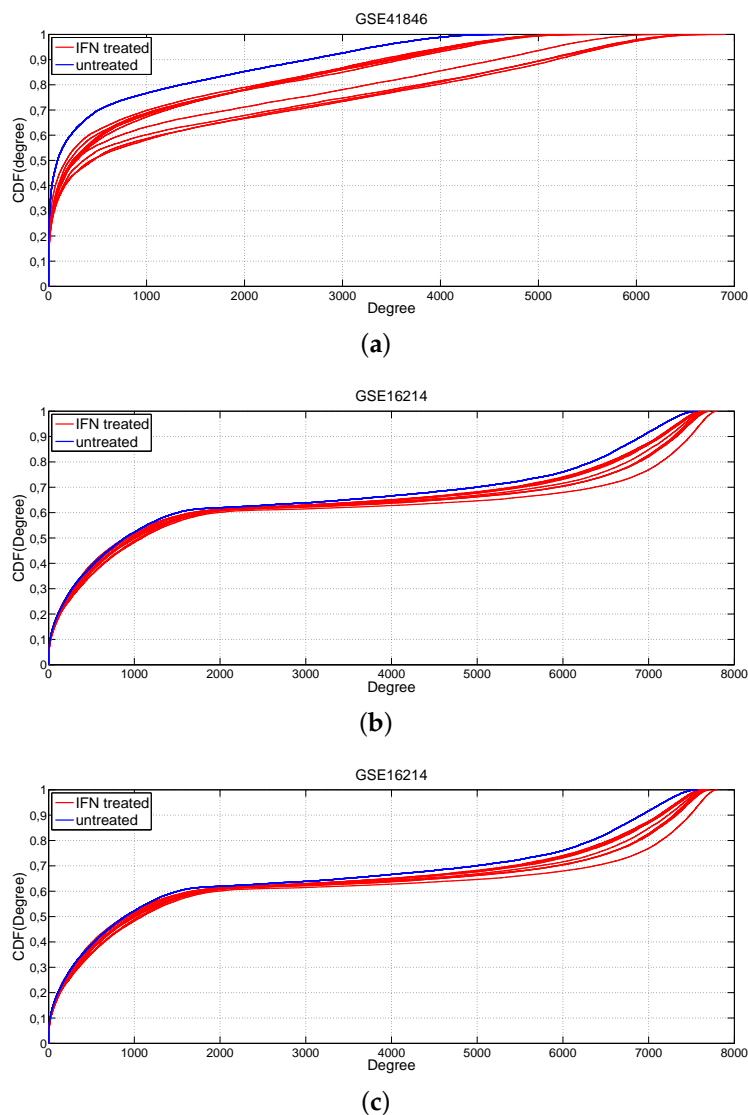 GSE41846
IFN treated
untreated
CDF(degree)
1
0,9
0,8
0,7
0,6
0,5
0,4
0,3
0,2
0,1
0
0 1000 2000 3000 4000 5000 6000 7000
Degree
(a)
GSE16214
IFN treated
untreated
CDF(Degree)
1
0,9
0,8
0,7
0,6
0,5
0,4
0,3
0,2
0,1
0
0 1000 2000 3000 4000 5000 6000 7000 8000
Degree
(b)
GSE16214
IFN treated
untreated
CDF(Degree)
1
0,9
0,8
0,7
0,6
0,5
0,4
0,3
0,2
0,1
0
0 1000 2000 3000 4000 5000 6000 7000 8000
Degree
(c)